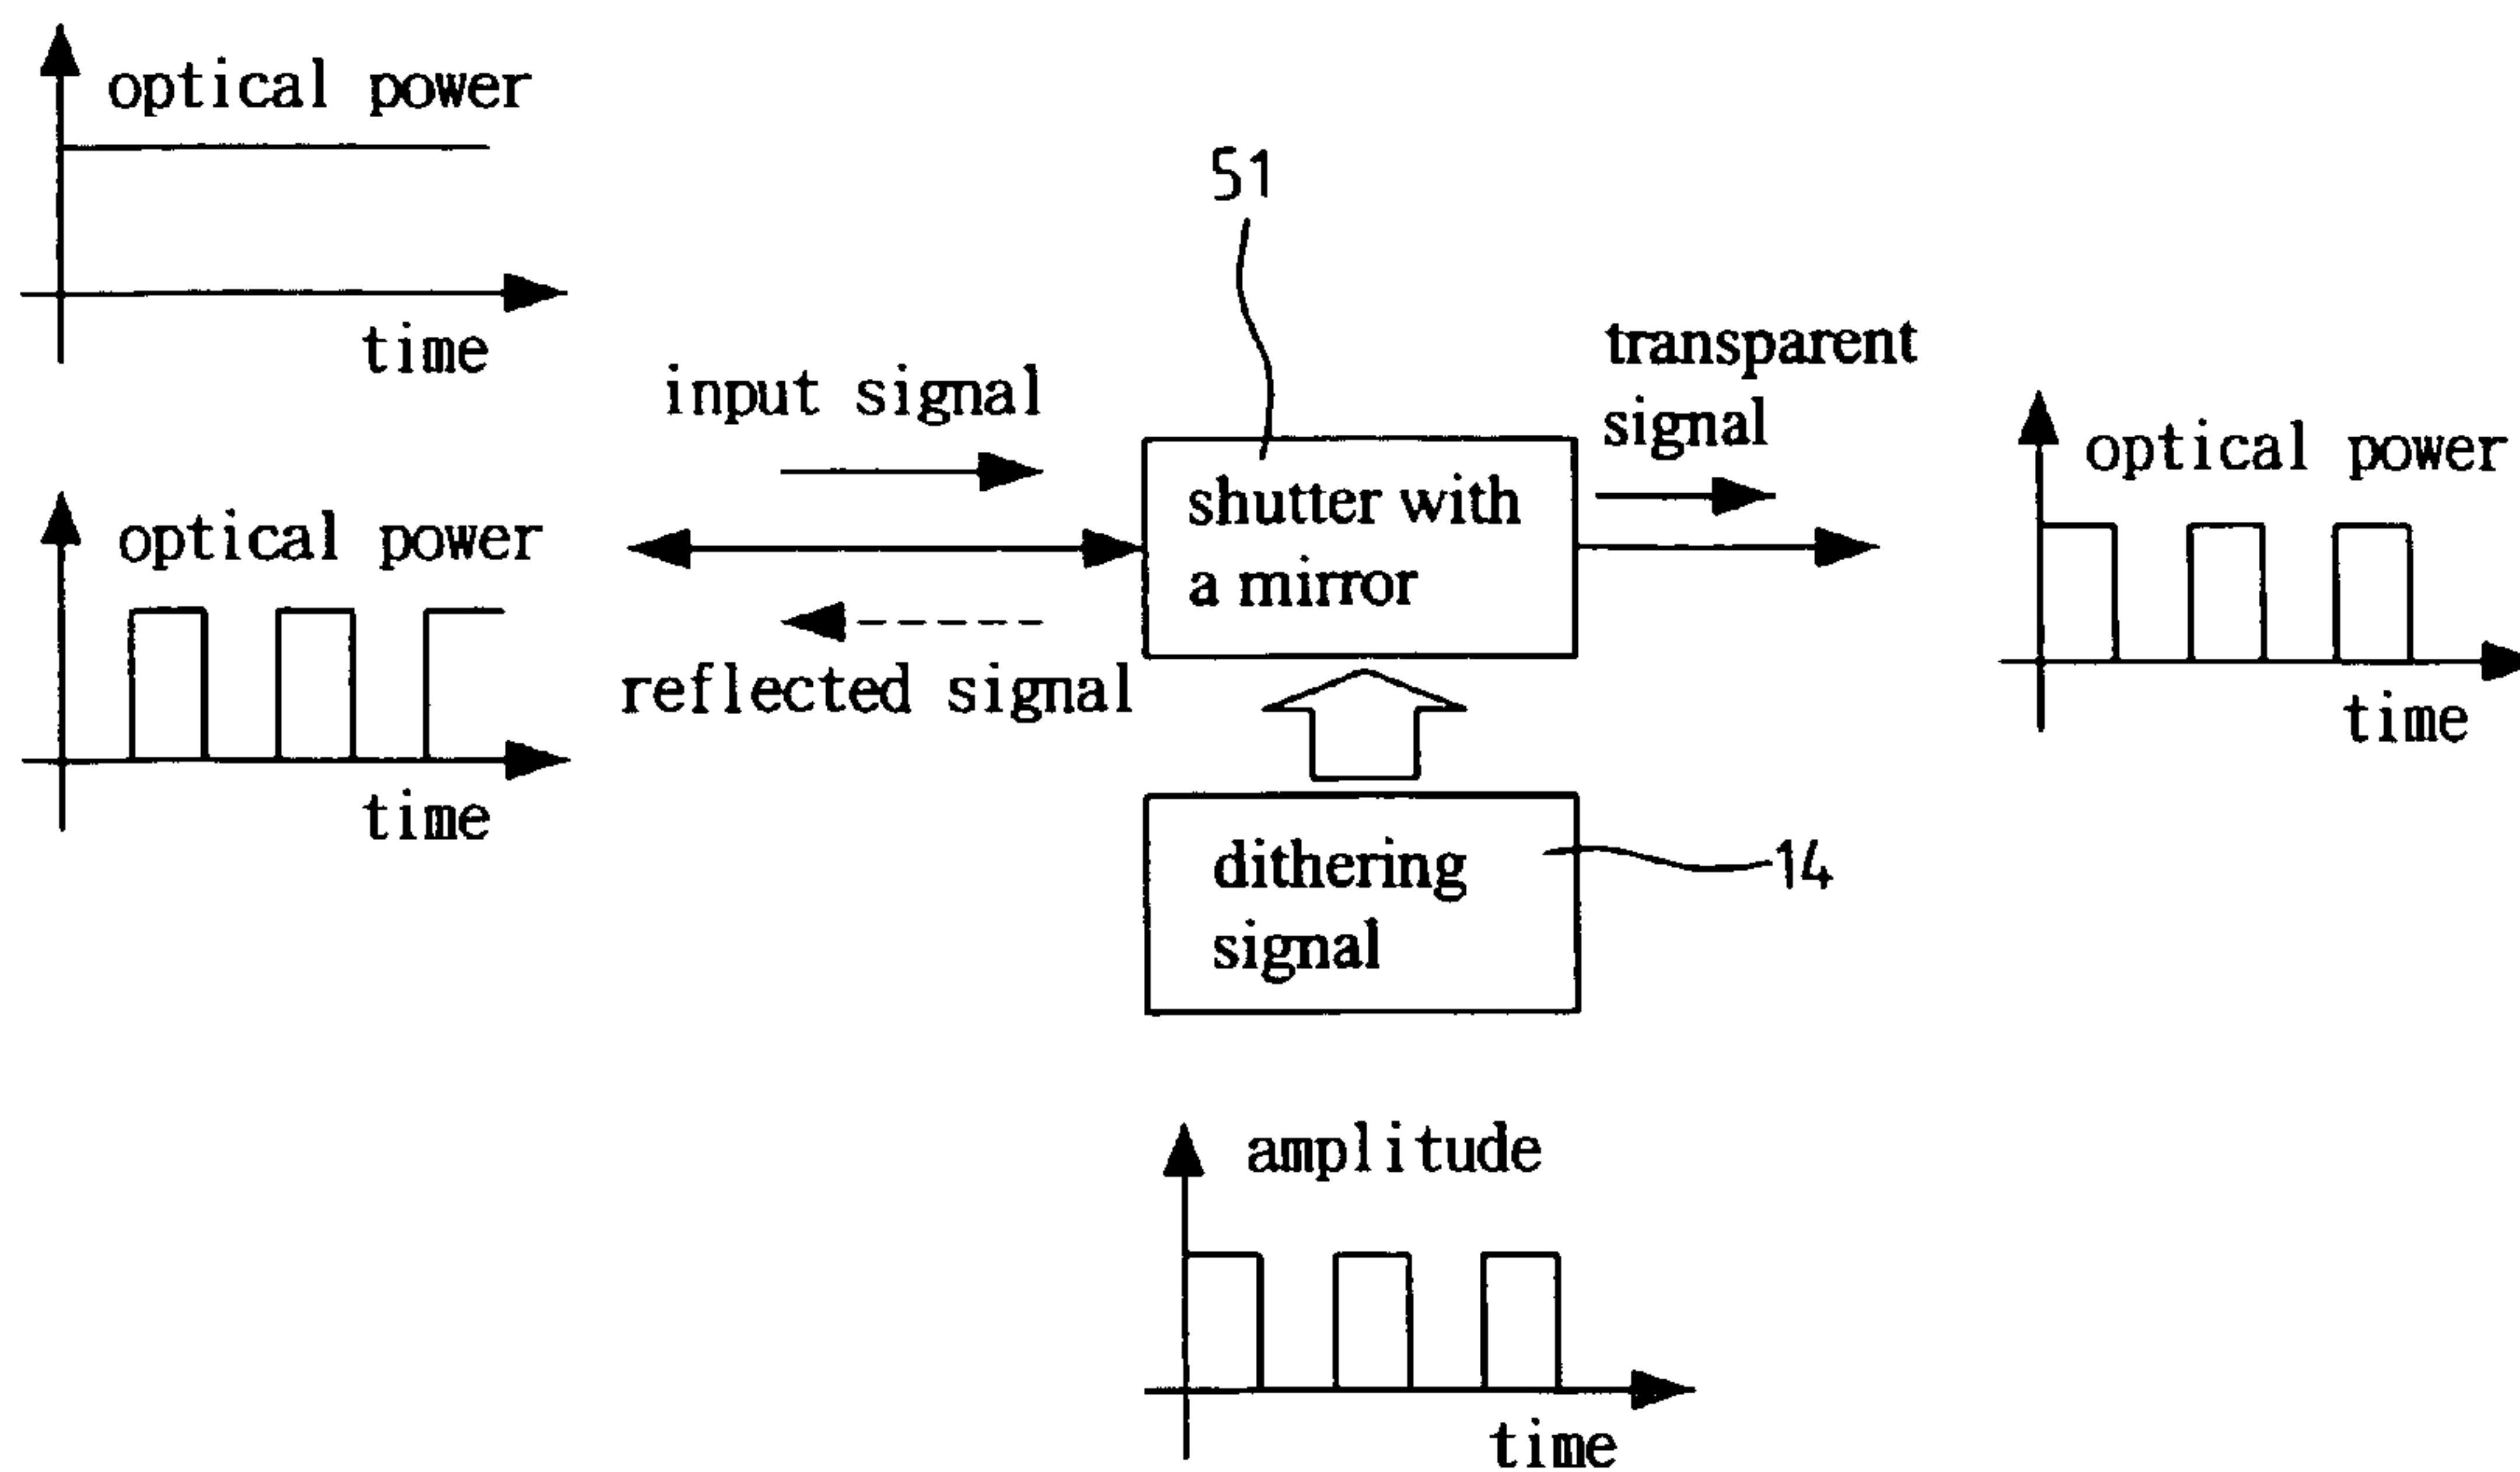 optical power
time
51
input signal
transparent
signal
optical power
time
shutter with
a mirror
optical power
time
reflected signal
dithering
signal
14
amplitude
time